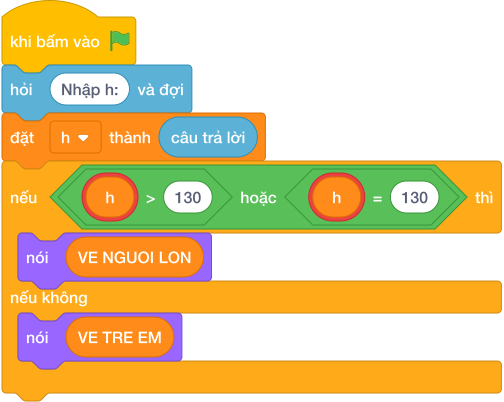 khi bấm vào
hỏi Nhập h: và đợi
đặt h thành câu trả lời
nếu h > 130 hoặc h = 130 thì
nói VE NGUOI LON
nếu không
nói VE TRE EM